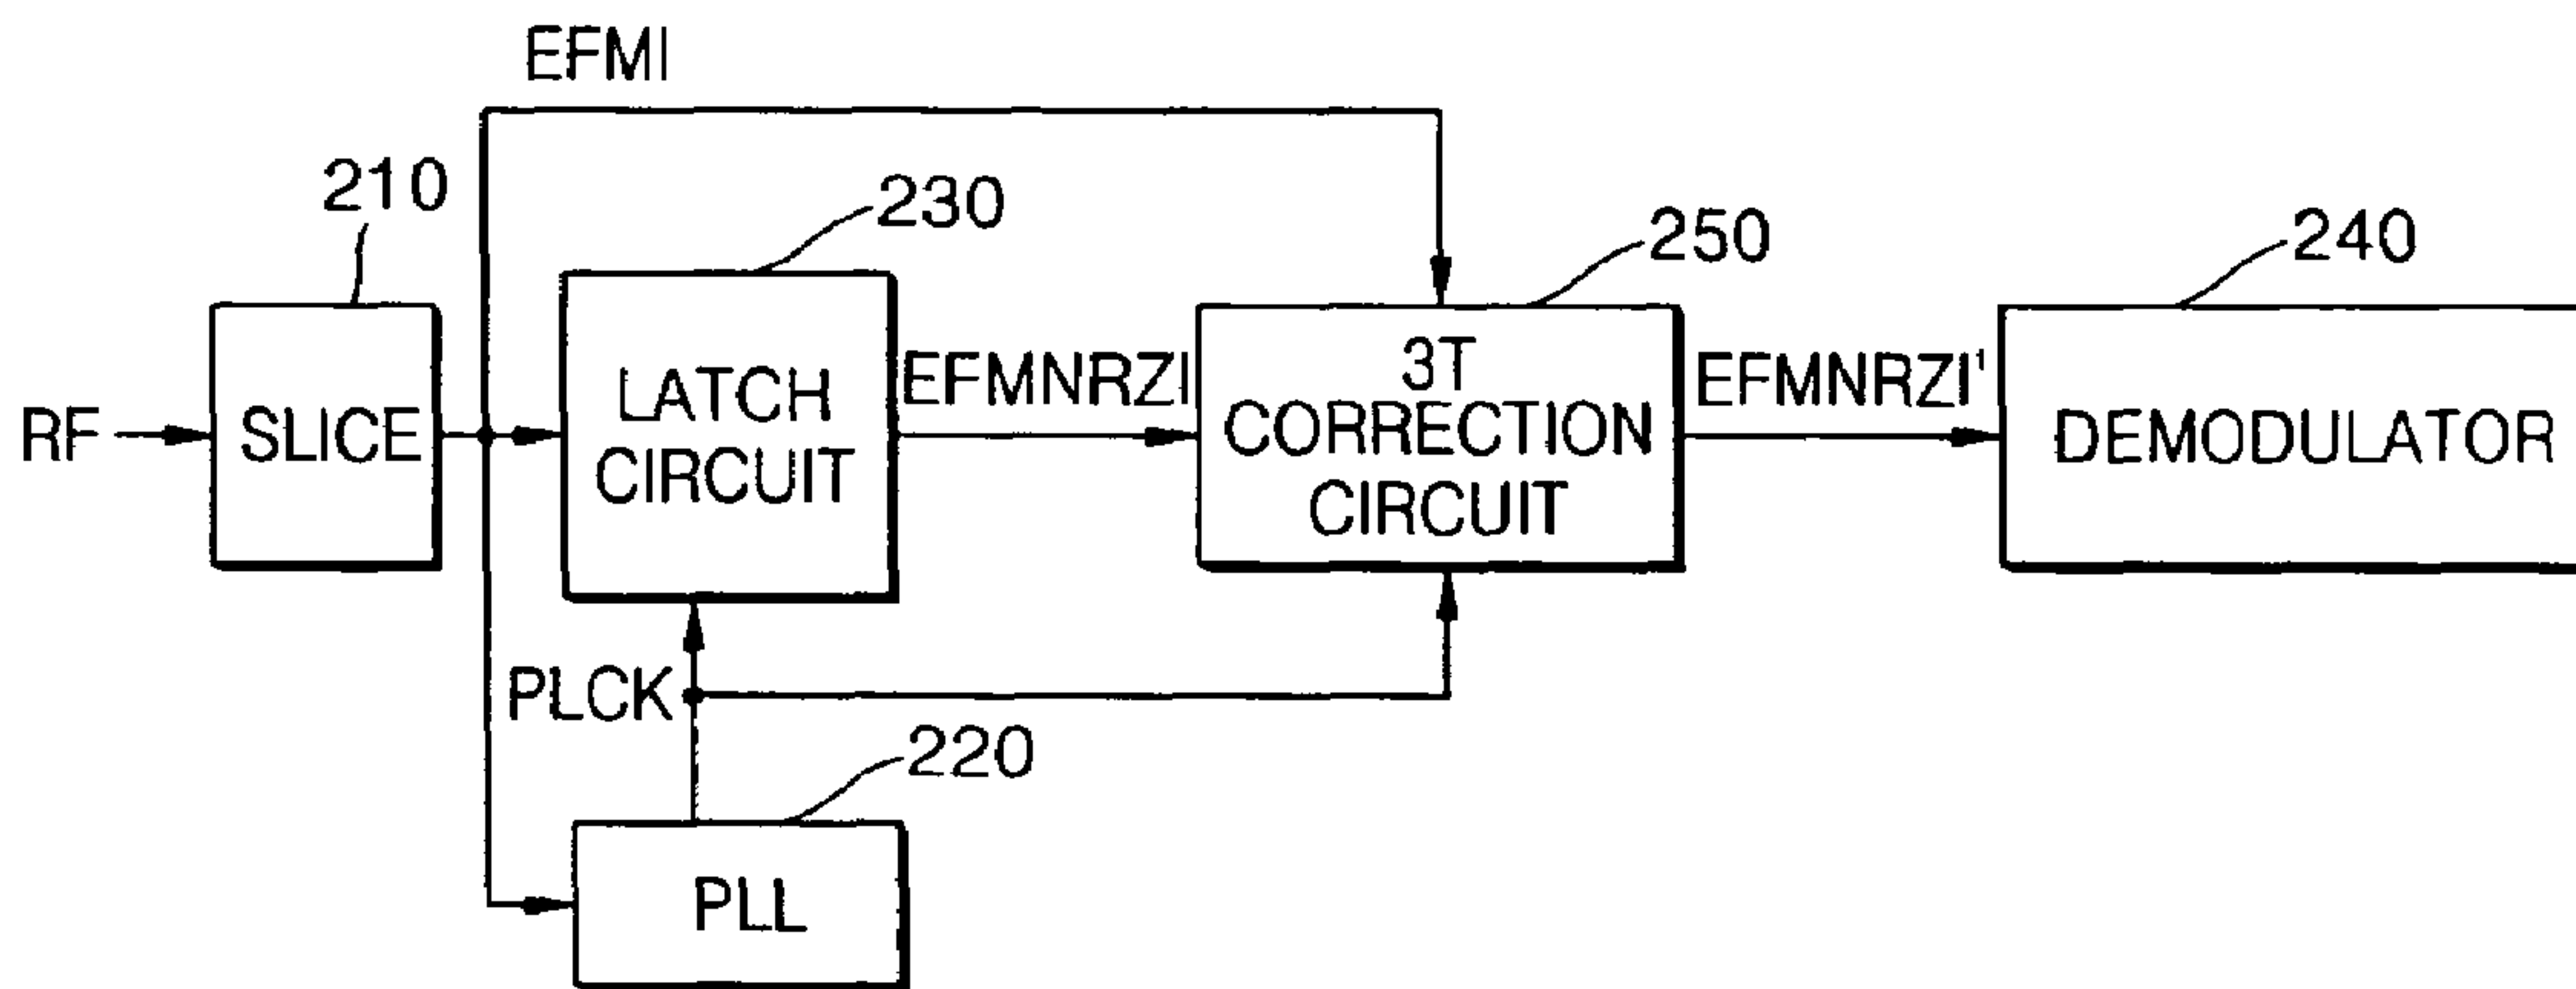 EFMI
210
230
250
240
RF
SLICE
LATCH
CIRCUIT
EFMNRZI
3T
CORRECTION
CIRCUIT
EFMNRZI'
DEMODULATOR
PLCK
220
PLL